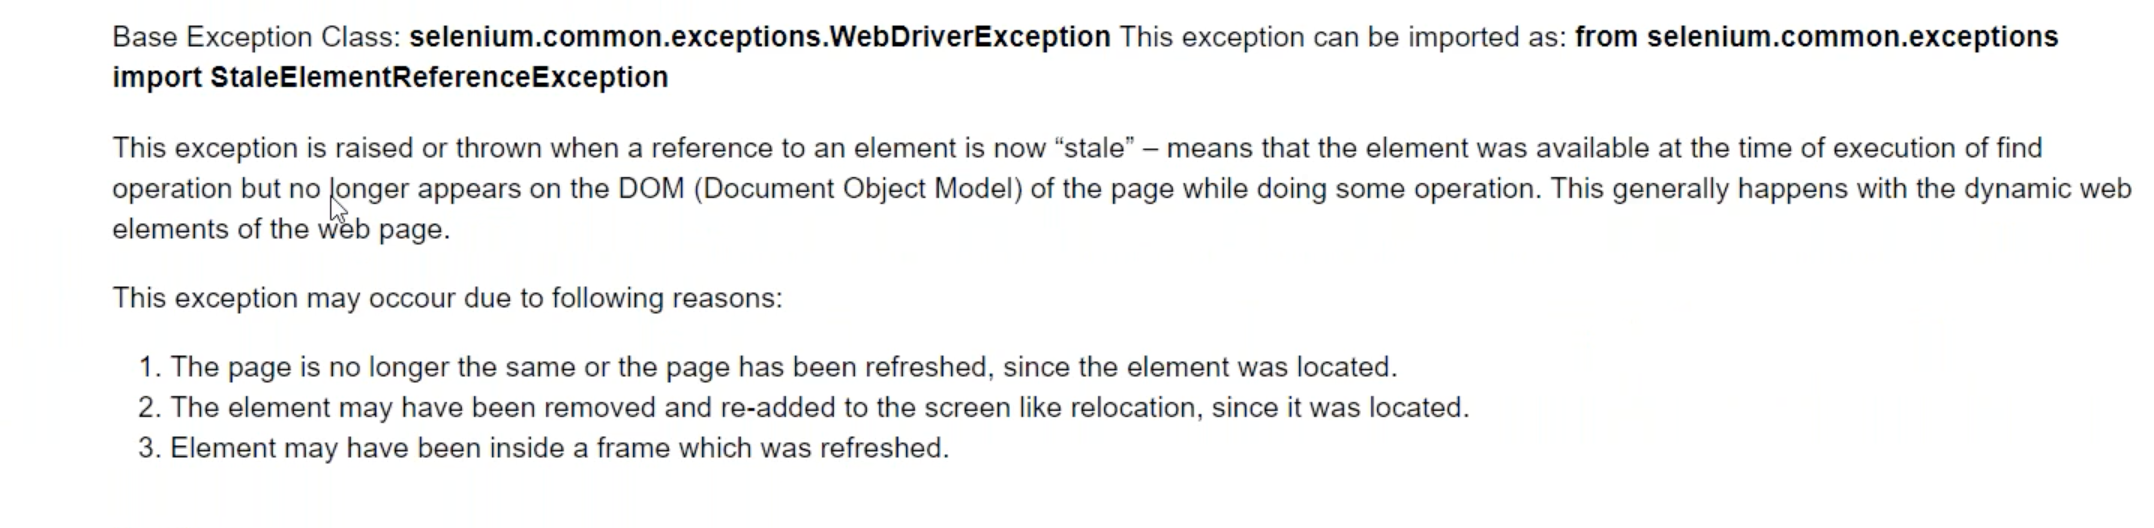 Base Exception Class: selenium.common.exceptions.WebDriverException This exception can be imported as: from selenium.common.exceptions
import StaleElementReferenceException
This exception is raised or thrown when a reference to an element is now “stale” – means that the element was available at the time of execution of find
operation but no longer appears on the DOM (Document Object Model) of the page while doing some operation. This generally happens with the dynamic web
elements of the web page.
This exception may occour due to following reasons:
1. The page is no longer the same or the page has been refreshed, since the element was located.
2. The element may have been removed and re-added to the screen like relocation, since it was located.
3. Element may have been inside a frame which was refreshed.